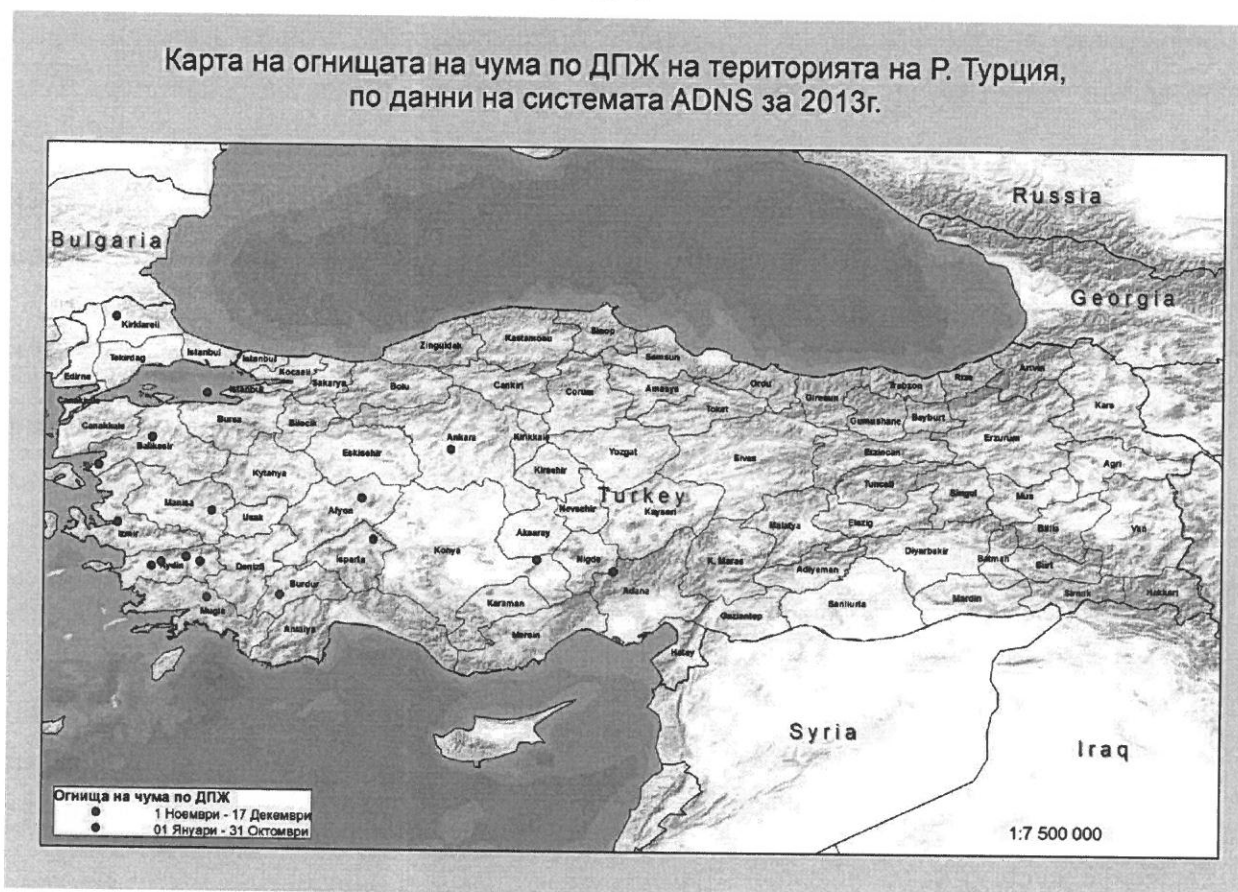 Карта на огнищата на чума по ДПЖ на територията на Р. Турция,
по данни на системата ADNS за 2013г.
Russia
Bulgaria
Georgia
Kirklareli
Tekirdag
Istanbul
Istanbul
Edirne
Kocaeli
Istanbul
Sakarya
Zinguldak
Kastamonu
Sinop
Samsun
Bolu
Cankiri
Corum
Amasya
Ordu
Giresun
Trabzon
Rize
Artvin
Kars
Tokat
Gumushane
Bayburt
Canakkale
Balikesir
Bursa
Bilecik
Eskisehir
Ankara
Kirikkale
Yozgat
Sivas
Erzincan
Erzurum
Agri
Kytahya
Kirsehir
Turkey
Kayseri
Tunceli
Bingul
Mus
Manisa
Usak
Afyon
Nevsehir
Aksaray
Malatya
Elazig
Bitlis
Van
Izmir
Konya
Nigde
K. Maras
Adiyaman
Diyarbakir
Batman
Siirt
Aydin
Denizli
Isparta
Burdur
Karaman
Adana
Gaziantep
Sanliurfa
Mardin
Sirnak
Hakkari
Mugla
Antalya
Mersin
Hatay
Syria
Iraq
Огнища на чума по ДПЖ
1 Ноември - 17 Декември
01 Януари - 31 Октомври
1:7 500 000